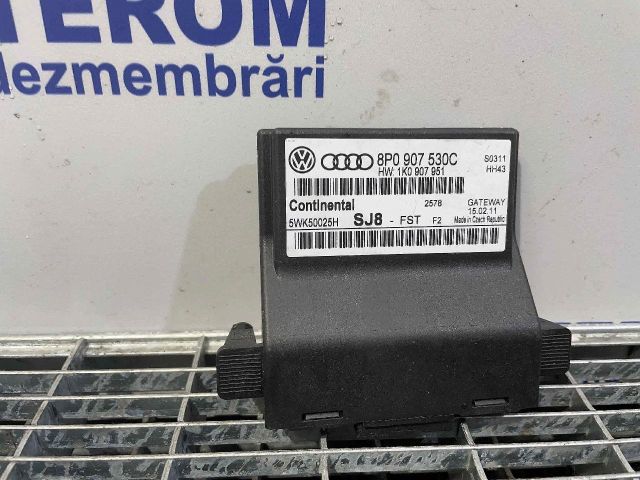 TEROM
dezmembrări
8P0 907 530C
HW: 1K0 907 951
S0311
HH43
Continental
2578
GATEWAY
15.02.11
5WK50025H
SJ8 - FST F2
Made in Czech Republic